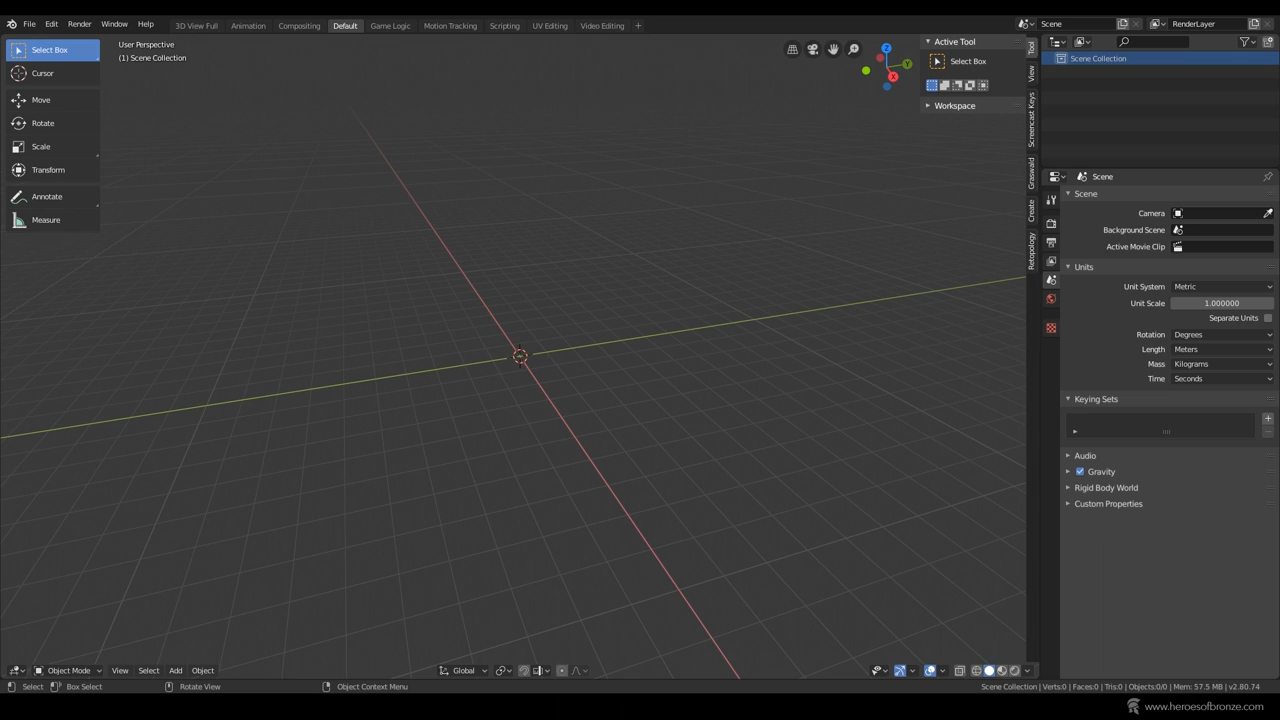 File Edit Render Window Help 3D View Full Animation Compositing Default Game Logic Motion Tracking Scripting UV Editing Video Editing + Scene RenderLayer
Select Box
Cursor
Move
Rotate
Scale
Transform
Annotate
Measure
User Perspective
(1) Scene Collection
Z
Y
X
Active Tool
Select Box
Workspace
Tool
View
Screencast Keys
Graswald
Create
Retopology
Scene Collection
Scene
Scene
Camera
Background Scene
Active Movie Clip
Units
Unit System Metric
Unit Scale 1.000000
Separate Units
Rotation Degrees
Length Meters
Mass Kilograms
Time Seconds
Keying Sets
Audio
Gravity
Rigid Body World
Custom Properties
Object Mode View Select Add Object Global
Select Box Select Rotate View Object Context Menu Scene Collection | Verts:0 | Faces:0 | Tris:0 | Objects:0/0 | Mem: 57.5 MB | v2.80.74
www.heroesofbronze.com